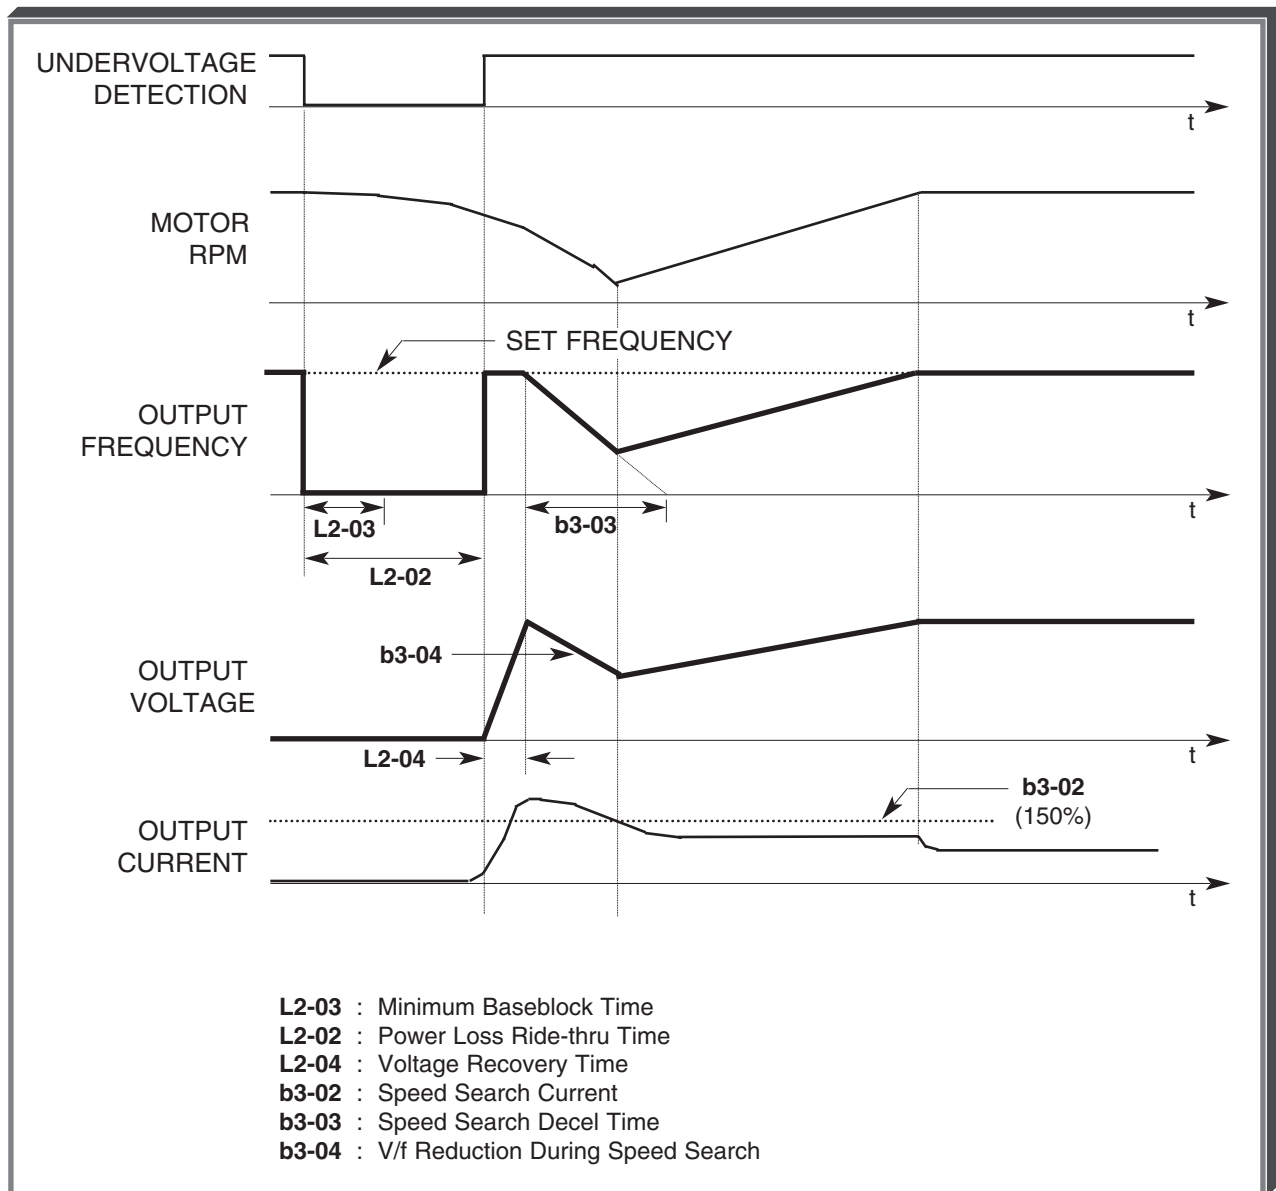 UNDERVOLTAGE
DETECTION
t
MOTOR
RPM
t
SET FREQUENCY
OUTPUT
FREQUENCY
t
L2-03
b3-03
L2-02
b3-04
OUTPUT
VOLTAGE
t
L2-04
b3-02
(150%)
OUTPUT
CURRENT
t
L2-03 : Minimum Baseblock Time
L2-02 : Power Loss Ride-thru Time
L2-04 : Voltage Recovery Time
b3-02 : Speed Search Current
b3-03 : Speed Search Decel Time
b3-04 : V/f Reduction During Speed Search